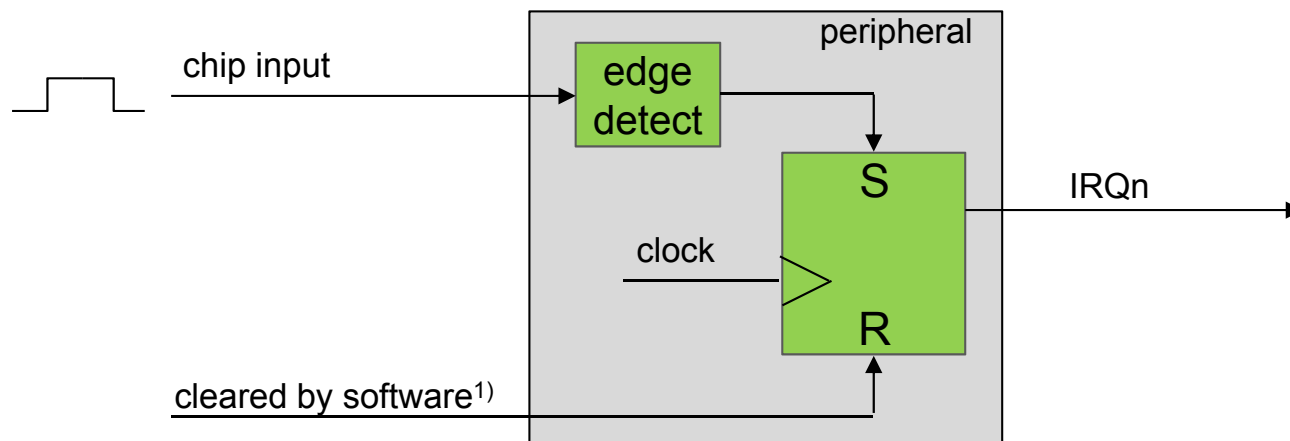 peripheral
chip input
edge
detect
S
IRQn
clock
R
cleared by software1)